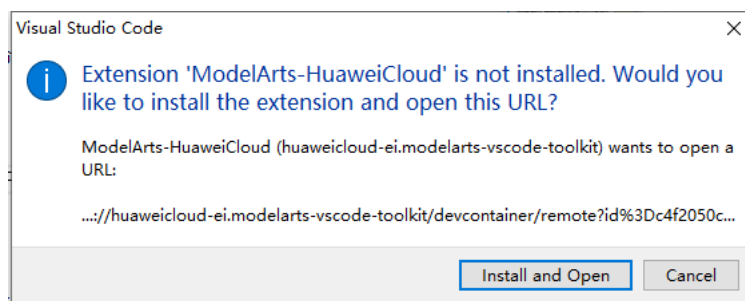 Visual Studio Code
Extension 'ModelArts-HuaweiCloud' is not installed. Would you
like to install the extension and open this URL?
ModelArts-HuaweiCloud (huaweicloud-ei.modelarts-vscode-toolkit) wants to open a
URL:
...://huaweicloud-ei.modelarts-vscode-toolkit/devcontainer/remote?id%3Dc4f2050c...
Install and Open Cancel